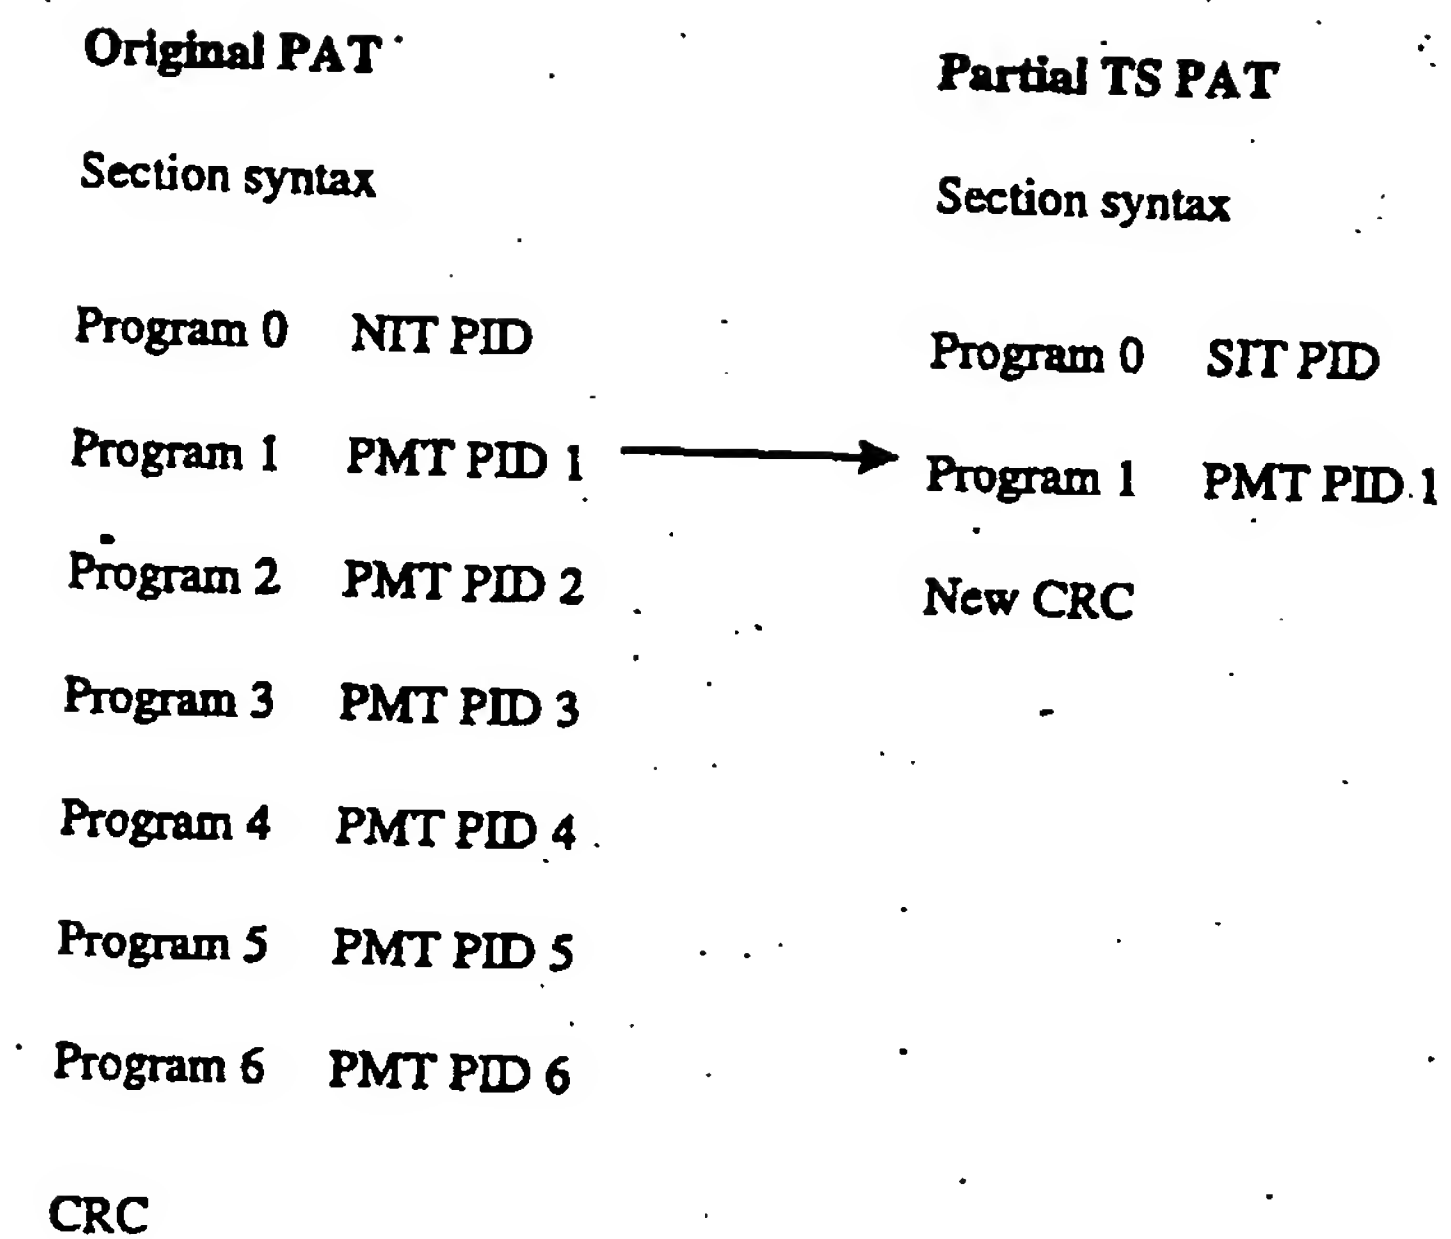 Original PAT
Section syntax
Program 0 NIT PID
Program 1 PMT PID 1
Program 2 PMT PID 2
Program 3 PMT PID 3
Program 4 PMT PID 4
Program 5 PMT PID 5
Program 6 PMT PID 6
CRC
Partial TS PAT
Section syntax
Program 0 SIT PID
Program 1 PMT PID 1
New CRC